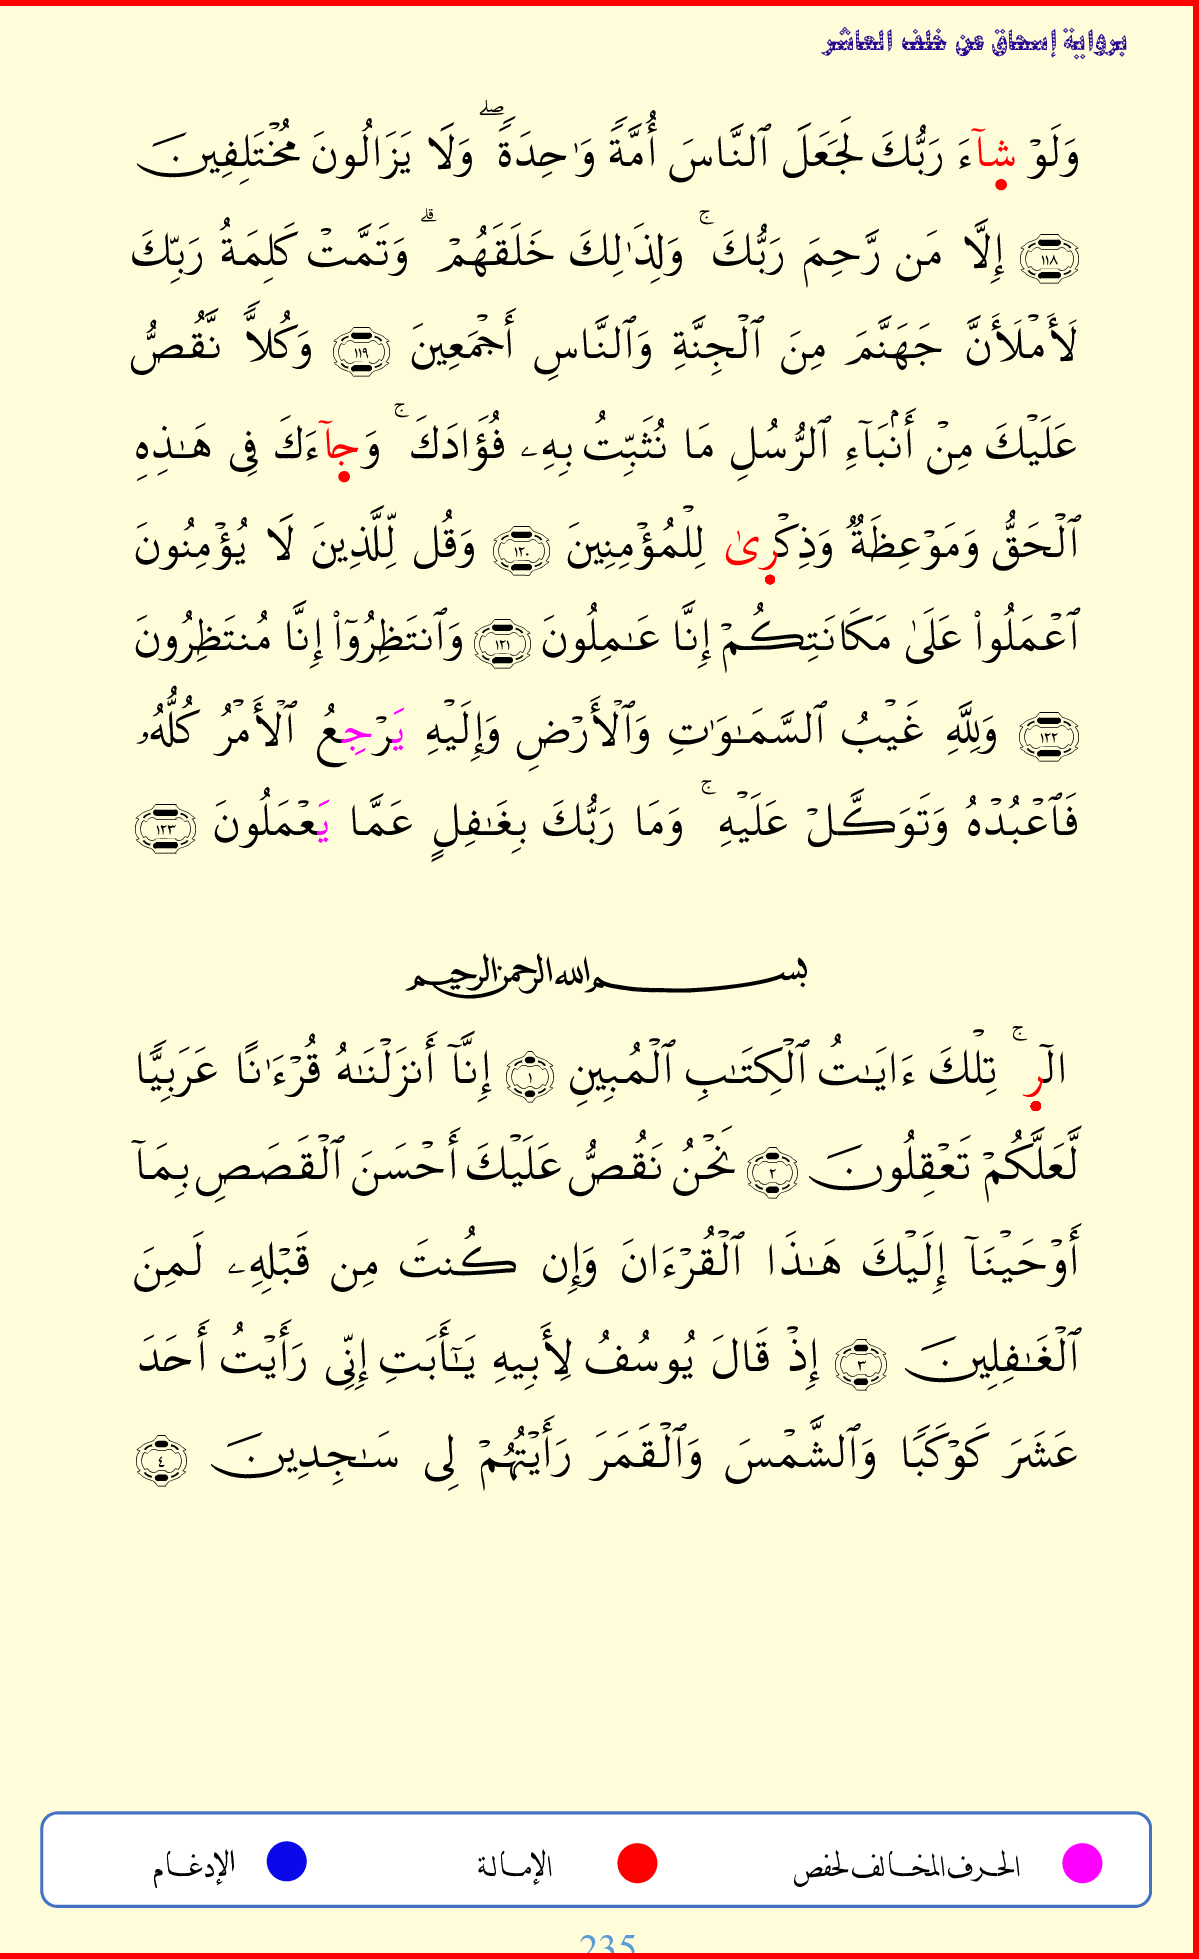 برواية إسحاق عن خلف العاشر
وَلَوۡ شَآءَ رَبُّكَ لَجَعَلَ ٱلنَّاسَ أُمَّةٗ وَٰحِدَةٗۖ وَلَا يَزَالُونَ مُخۡتَلِفِينَ
١١٨ إِلَّا مَن رَّحِمَ رَبُّكَۚ وَلِذَٰلِكَ خَلَقَهُمۡۗ وَتَمَّتۡ كَلِمَةُ رَبِّكَ
لَأَمۡلَأَنَّ جَهَنَّمَ مِنَ ٱلۡجِنَّةِ وَٱلنَّاسِ أَجۡمَعِينَ ١١٩ وَكُلّٗا نَّقُصُّ
عَلَيۡكَ مِنۡ أَنۢبَآءِ ٱلرُّسُلِ مَا نُثَبِّتُ بِهِۦ فُؤَادَكَۚ وَجَآءَكَ فِي هَٰذِهِ
ٱلۡحَقُّ وَمَوۡعِظَةٞ وَذِكۡرِىٰ لِلۡمُؤۡمِنِينَ ١٢٠ وَقُل لِّلَّذِينَ لَا يُؤۡمِنُونَ
ٱعۡمَلُواْ عَلَىٰ مَكَانَتِكُمۡ إِنَّا عَٰمِلُونَ ١٢١ وَٱنتَظِرُوٓاْ إِنَّا مُنتَظِرُونَ
١٢٢ وَلِلَّهِ غَيۡبُ ٱلسَّمَٰوَٰتِ وَٱلۡأَرۡضِ وَإِلَيۡهِ يَرۡجِعُ ٱلۡأَمۡرُ كُلُّهُۥ
فَٱعۡبُدۡهُ وَتَوَكَّلۡ عَلَيۡهِۚ وَمَا رَبُّكَ بِغَٰفِلٍ عَمَّا يَعۡمَلُونَ ١٢٣
بسم الله الرحمن الرحيم
الٓرۚ تِلۡكَ ءَايَٰتُ ٱلۡكِتَٰبِ ٱلۡمُبِينِ ١ إِنَّآ أَنزَلۡنَٰهُ قُرۡءَٰنًا عَرَبِيّٗا
لَّعَلَّكُمۡ تَعۡقِلُونَ ٢ نَحۡنُ نَقُصُّ عَلَيۡكَ أَحۡسَنَ ٱلۡقَصَصِ بِمَآ
أَوۡحَيۡنَآ إِلَيۡكَ هَٰذَا ٱلۡقُرۡءَانَ وَإِن كُنتَ مِن قَبۡلِهِۦ لَمِنَ
ٱلۡغَٰفِلِينَ ٣ إِذۡ قَالَ يُوسُفُ لِأَبِيهِ يَٰٓأَبَتِ إِنِّي رَأَيۡتُ أَحَدَ
عَشَرَ كَوۡكَبٗا وَٱلشَّمۡسَ وَٱلۡقَمَرَ رَأَيۡتُهُمۡ لِي سَٰجِدِينَ ٤
الحرف المخالف لحفص الإمالة الإدغام
235